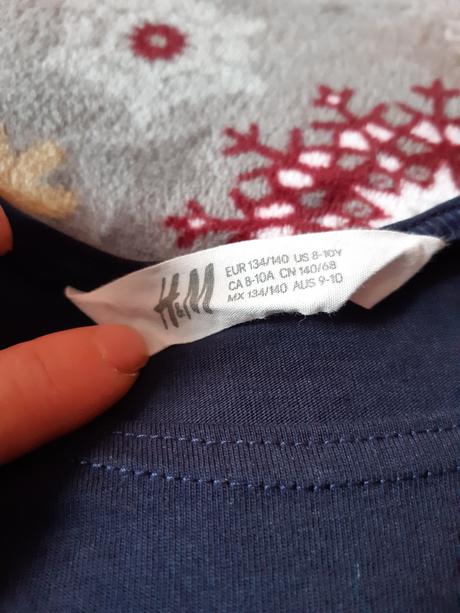 H&M
EUR 134/140 US 8-10Y
CA 8-10A CN 140/68
MX 134/140 AUS 9-10